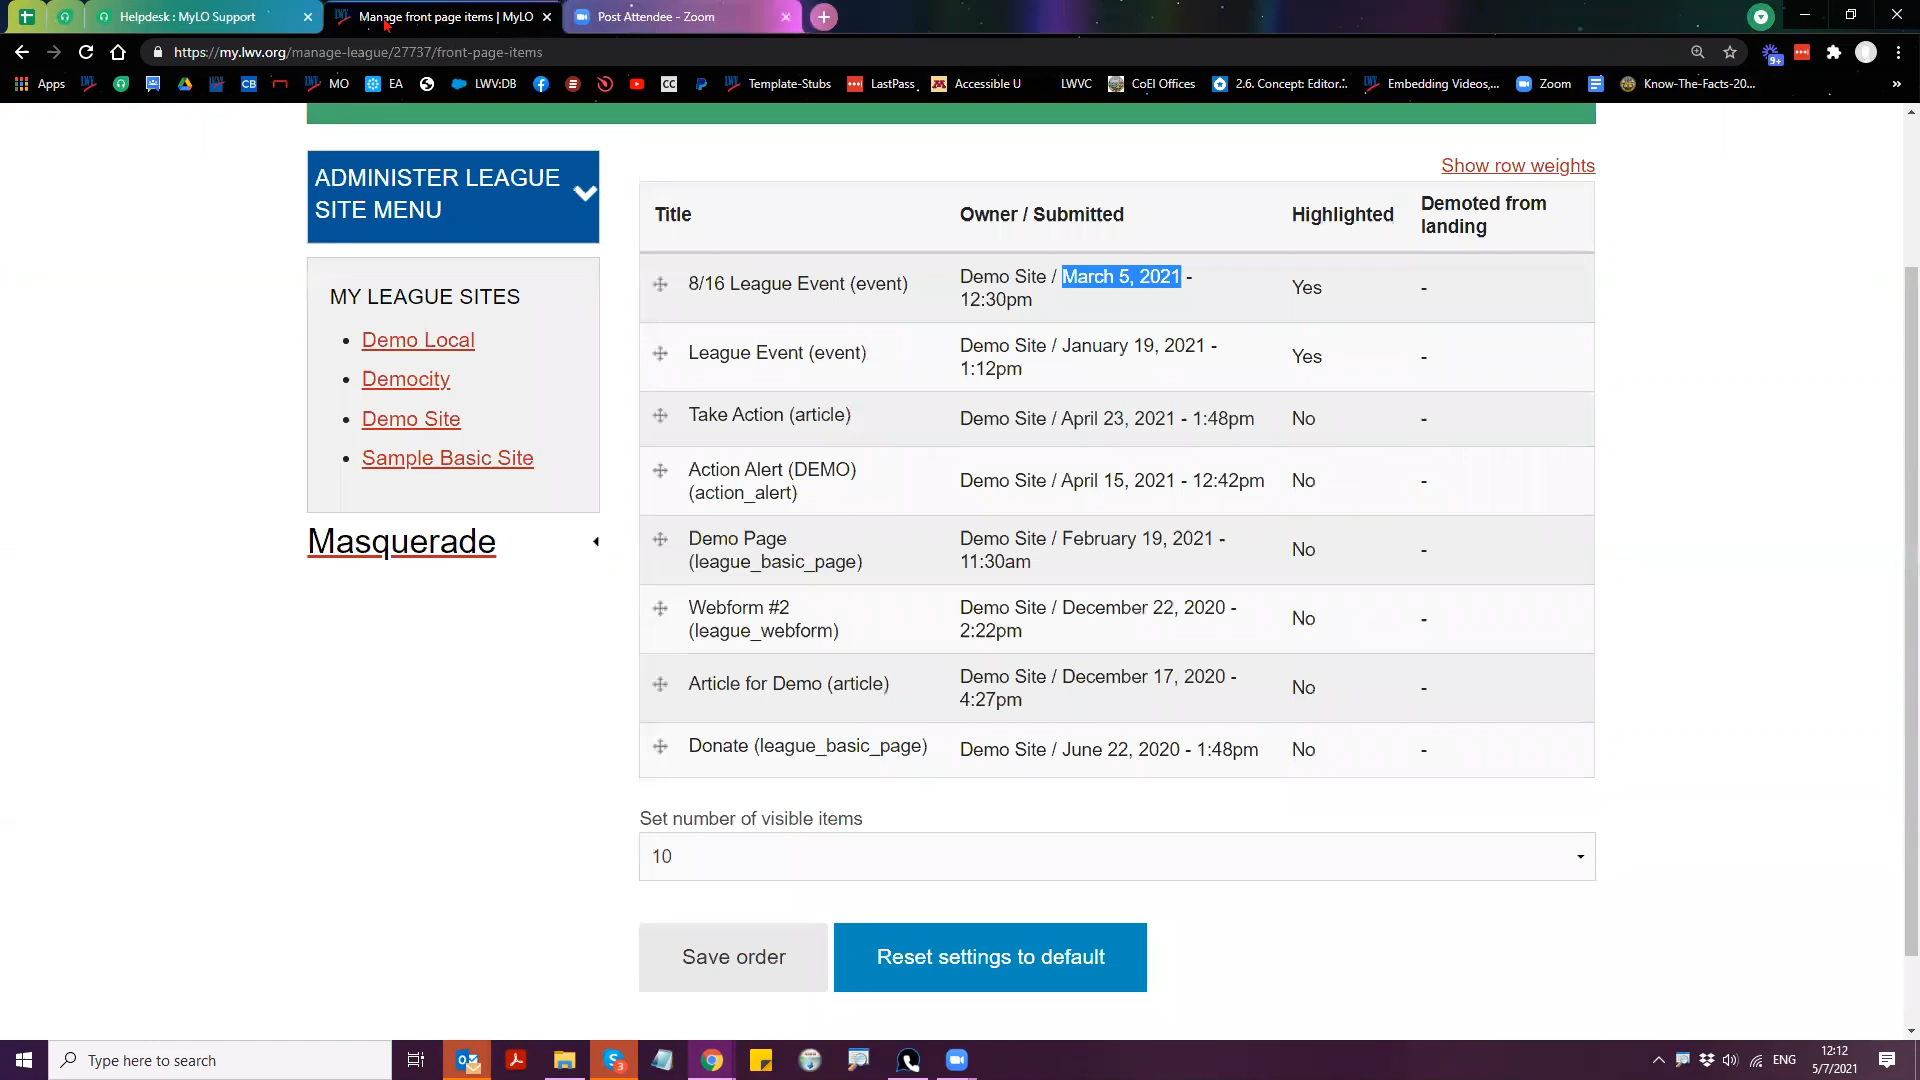 Helpdesk : MyLO Support
Manage front page items | MyLO
Post Attendee - Zoom
https://my.lwv.org/manage-league/27737/front-page-items
9+
Apps
MO
EA
LWV:DB
CC
CB
Template-Stubs
LastPass,
Accessible U
LWVC
CoEI Offices
2.6. Concept: Editor...
Embedding Videos,...
Zoom
Know-The-Facts-20...
»
ADMINISTER LEAGUE
SITE MENU
MY LEAGUE SITES
Demo Local
Democity
Demo Site
Sample Basic Site
Masquerade
Show row weights
Title
Owner / Submitted
Highlighted
Demoted from
landing
8/16 League Event (event)
Demo Site / March 5, 2021 -
12:30pm
Yes
-
League Event (event)
Demo Site / January 19, 2021 -
1:12pm
Yes
-
Take Action (article)
Demo Site / April 23, 2021 - 1:48pm
No
-
Action Alert (DEMO)
(action_alert)
Demo Site / April 15, 2021 - 12:42pm
No
-
Demo Page
(league_basic_page)
Demo Site / February 19, 2021 -
11:30am
No
-
Webform #2
(league_webform)
Demo Site / December 22, 2020 -
2:22pm
No
-
Article for Demo (article)
Demo Site / December 17, 2020 -
4:27pm
No
-
Donate (league_basic_page)
Demo Site / June 22, 2020 - 1:48pm
No
-
Set number of visible items
10
Save order
Reset settings to default
Type here to search
3
ENG
12:12
5/7/2021